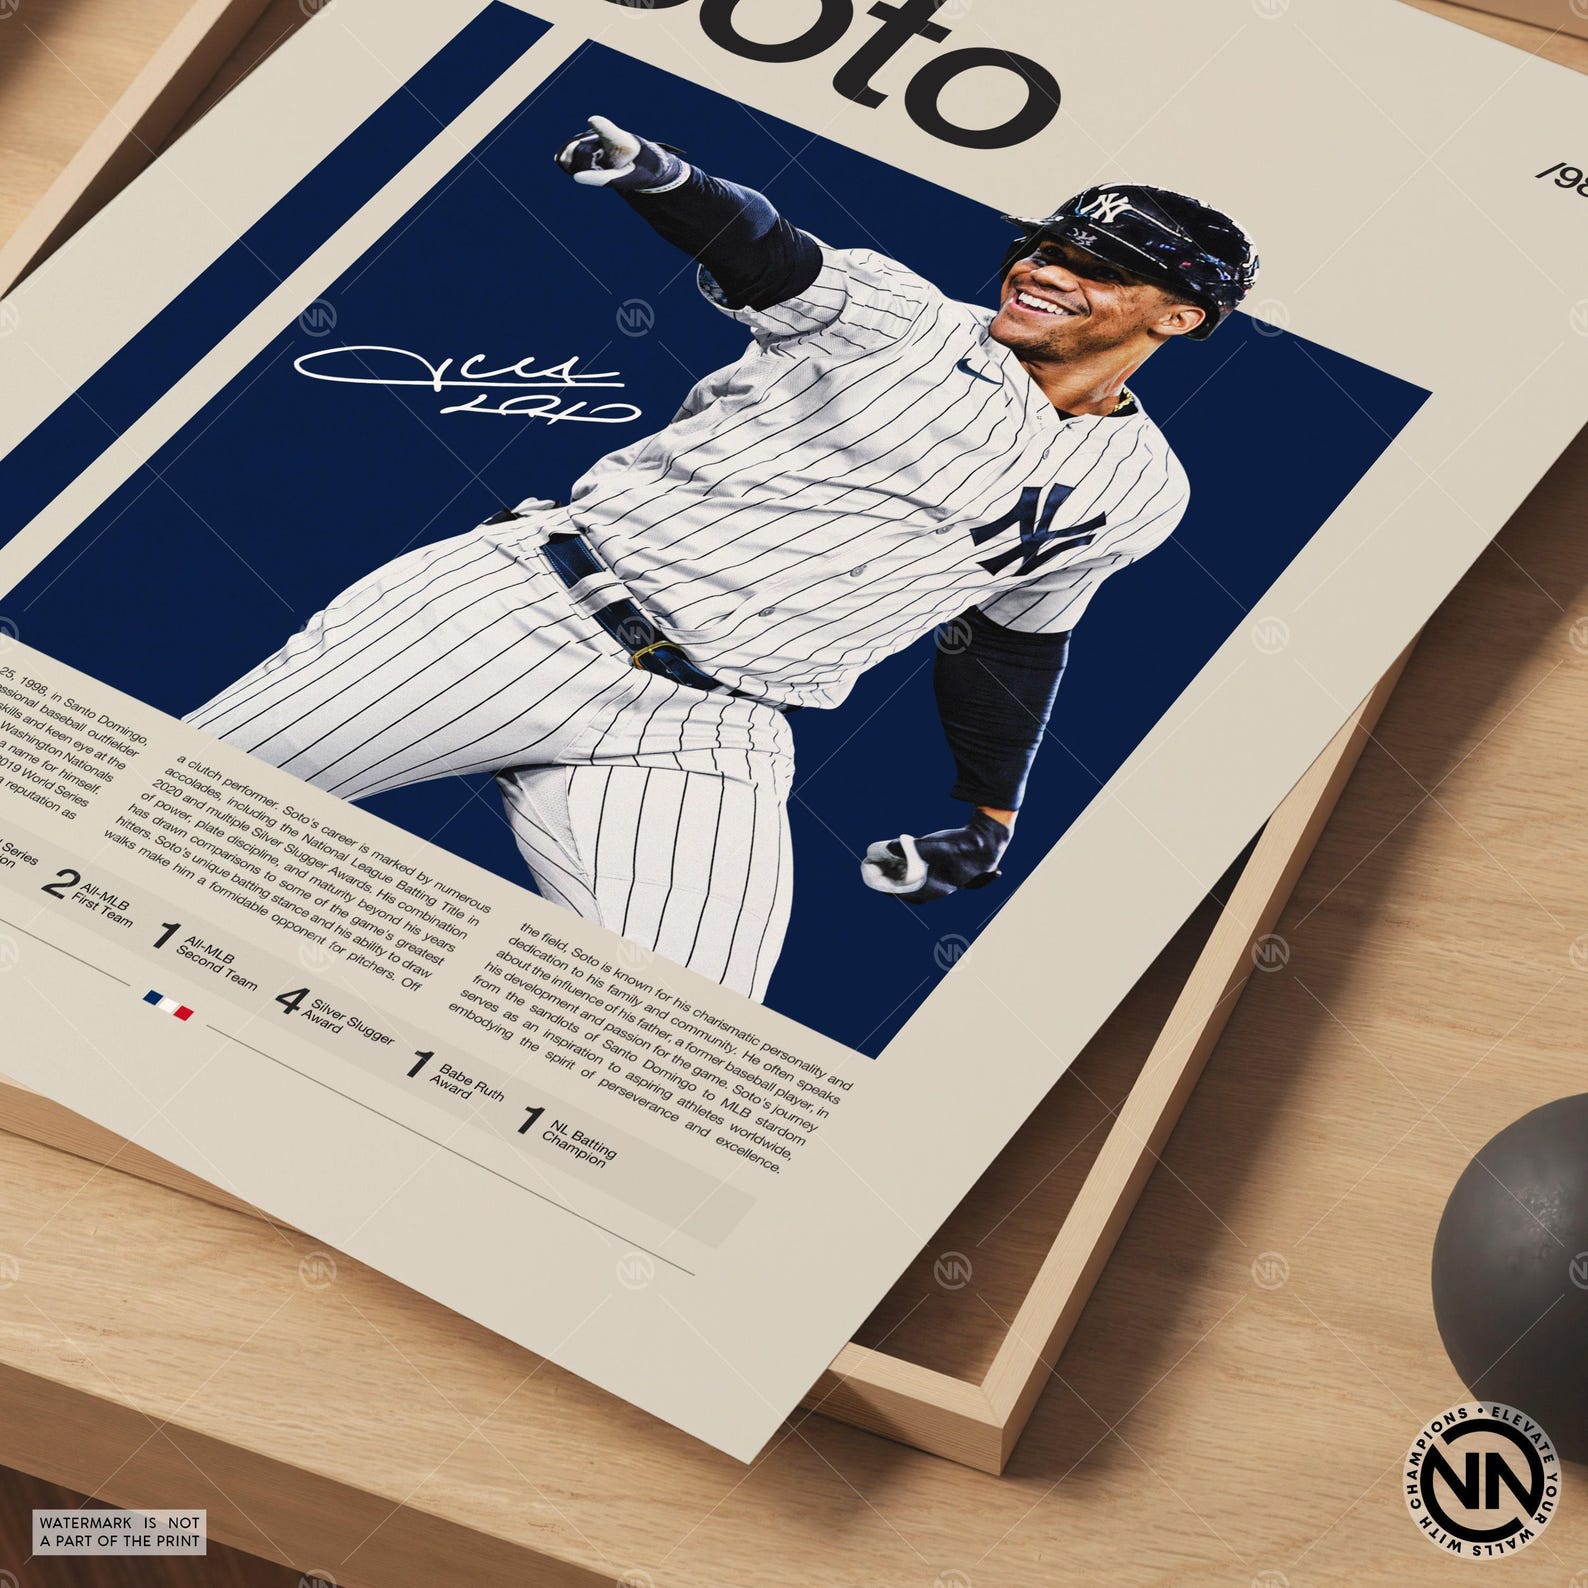 Soto
/98
25, 1998, in Santo Domingo,
professional baseball outfielder
skills and keen eye at the
Washington Nationals
a name for himself.
2019 World Series
a reputation as
a clutch performer. Soto's career is marked by numerous
accolades, including the National League Batting Title in
2020 and multiple Silver Slugger Awards. His combination
of power, plate discipline, and maturity beyond his years
has drawn comparisons to some of the game's greatest
hitters. Soto's unique batting stance and his ability to draw
walks make him a formidable opponent for pitchers. Off
the field, Soto is known for his charismatic personality and
dedication to his family and community. He often speaks
about the influence of his father, a former baseball player, in
his development and passion for the game. Soto's journey
from the sandlots of Santo Domingo to MLB stardom
serves as an inspiration to aspiring athletes worldwide,
embodying the spirit of perseverance and excellence.
Series
2 All-MLB
First Team
1 All-MLB
Second Team
4 Silver Slugger
Award
1 Babe Ruth
Award
1 NL Batting
Champion
NY
NY
WATERMARK IS NOT
A PART OF THE PRINT
ELEVATE YOUR WALLS WITH CHAMPIONS •
NN